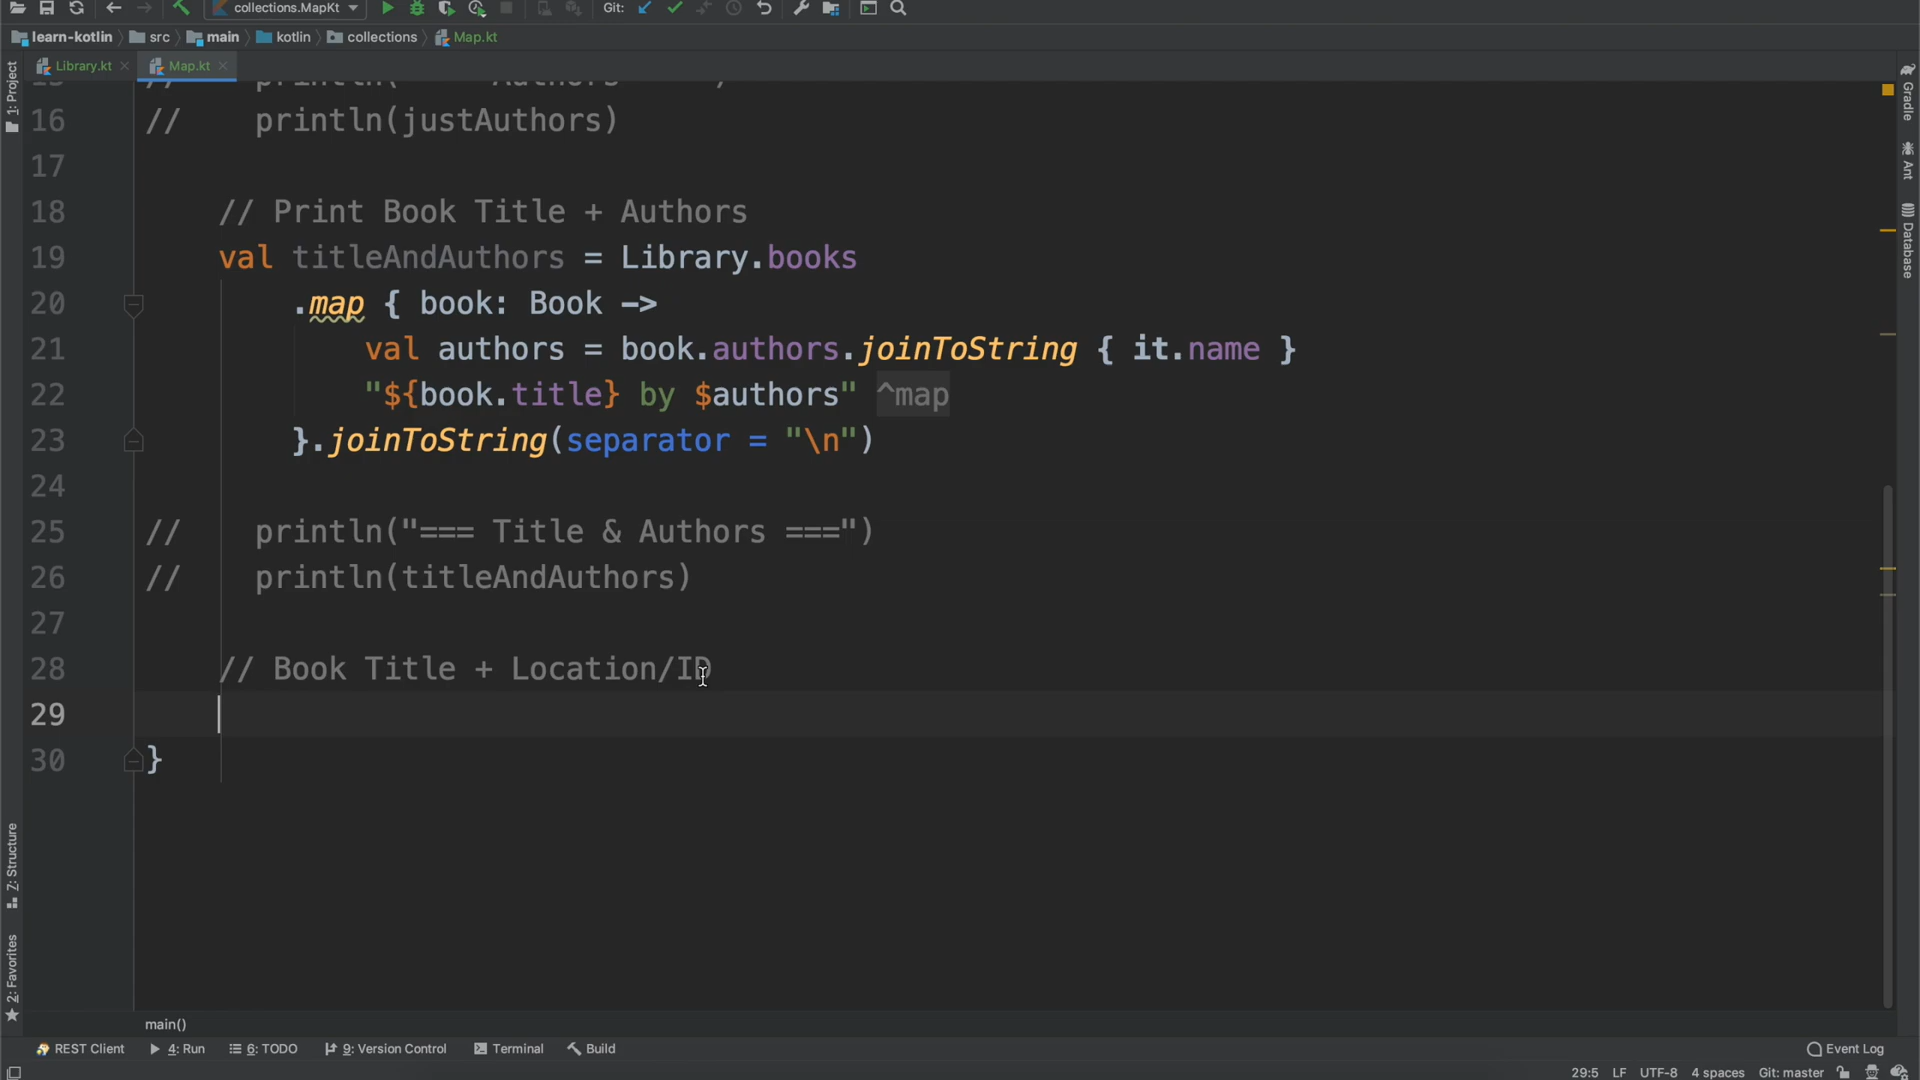 collections.MapKt
Git:
learn-kotlin
src
main
kotlin
collections
Map.kt
Library.kt
Map.kt
1: Project
Gradle
Ant
Database
15 // println("=== Authors ===")
16 // println(justAuthors)
17
18 // Print Book Title + Authors
19 val titleAndAuthors = Library.books
20 .map { book: Book ->
21 val authors = book.authors.joinToString { it.name }
22 "${book.title} by $authors" ^map
23 }.joinToString(separator = "\n")
24
25 // println("=== Title & Authors ===")
26 // println(titleAndAuthors)
27
28 // Book Title + Location/ID
29
30 }
Z: Structure
2: Favorites
main()
REST Client
4: Run
6: TODO
9: Version Control
Terminal
Build
Event Log
29:5 LF UTF-8 4 spaces Git: master